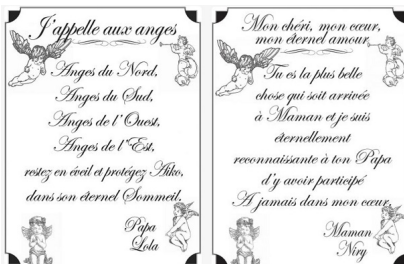 J'appelle aux anges
Anges du Nord,
Anges du Sud,
Anges de l'Ouest,
Anges de l'Est,
restez en éveil et protégez Aiko,
dans son éternel Sommeil.
Papa
Lola
Mon chéri, mon cœur,
mon éternel amour
Tu es la plus belle
chose qui soit arrivée
à Maman et je suis
éternellement
reconnaissante à ton Papa
d'y avoir participé
A jamais dans mon cœur,
Maman
Niry